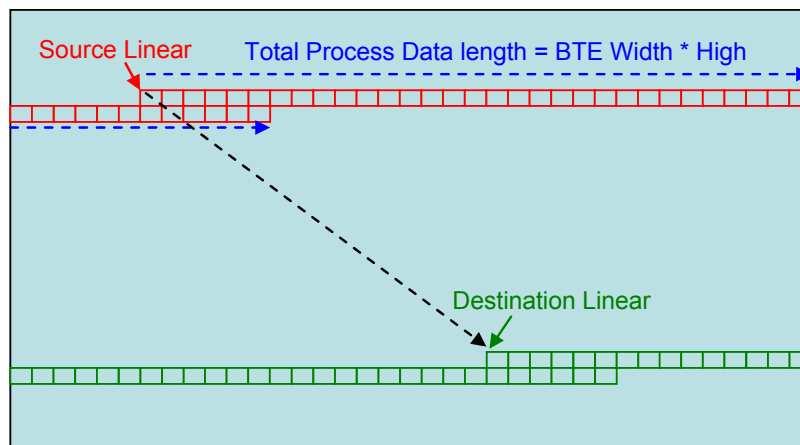 Source Linear
Total Process Data length = BTE Width * High
Destination Linear